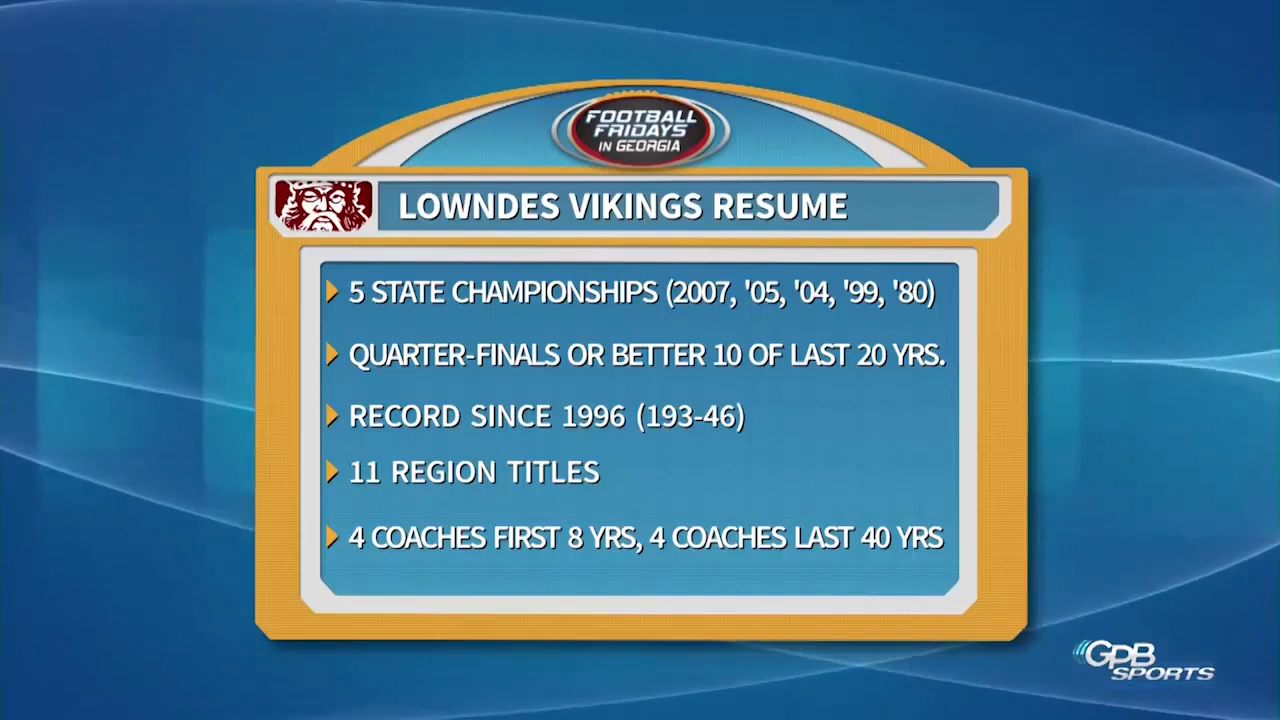 FOOTBALL
FRIDAYS
IN GEORGIA
LOWNDES VIKINGS RESUME
5 STATE CHAMPIONSHIPS (2007, '05, '04, '99, '80)
QUARTER-FINALS OR BETTER 10 OF LAST 20 YRS.
RECORD SINCE 1996 (193-46)
11 REGION TITLES
4 COACHES FIRST 8 YRS, 4 COACHES LAST 40 YRS
GPB
SPORTS